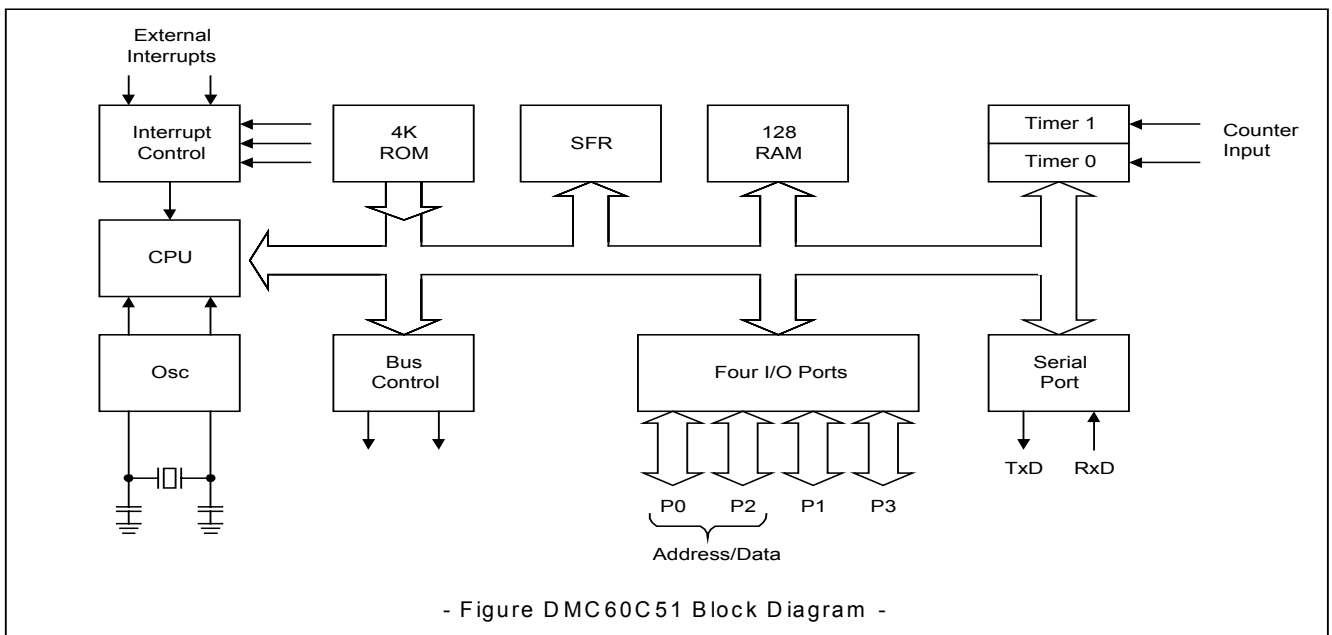 External
Interrupts
Interrupt
Control
4K
ROM
SFR
128
RAM
Timer 1
Timer 0
Counter
Input
CPU
Osc
Bus
Control
Four I/O Ports
Serial
Port
TxD RxD
P0 P2 P1 P3
Address/Data
- Figure DMC60C51 Block Diagram -